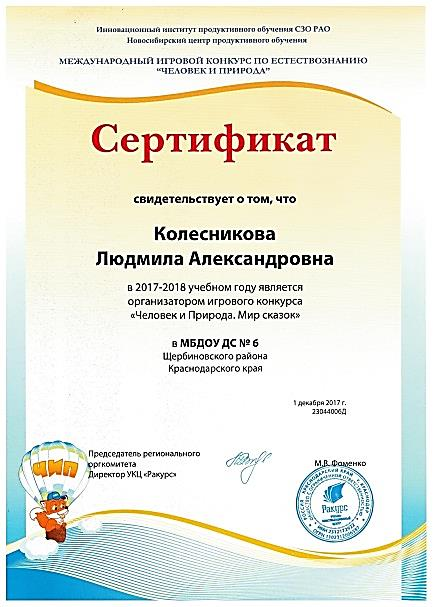 Инновационный институт продуктивного обучения СЗО РАО
Новосибирский центр продуктивного обучения
МЕЖДУНАРОДНЫЙ ИГРОВОЙ КОНКУРС ПО ЕСТЕСТВОЗНАНИЮ
“ЧЕЛОВЕК И ПРИРОДА”
Сертификат
свидетельствует о том, что
Колесникова
Людмила Александровна
в 2017-2018 учебном году является
организатором игрового конкурса
«Человек и Природа. Мир сказок»
в МБДОУ ДС № 6
Щербиновского района
Краснодарского края
1 декабря 2017 г.
23044006Д
ЧИП
Председатель регионального
оргкомитета
Директор УКЦ «Ракурс»
М.В. Фоменко
Ракурс